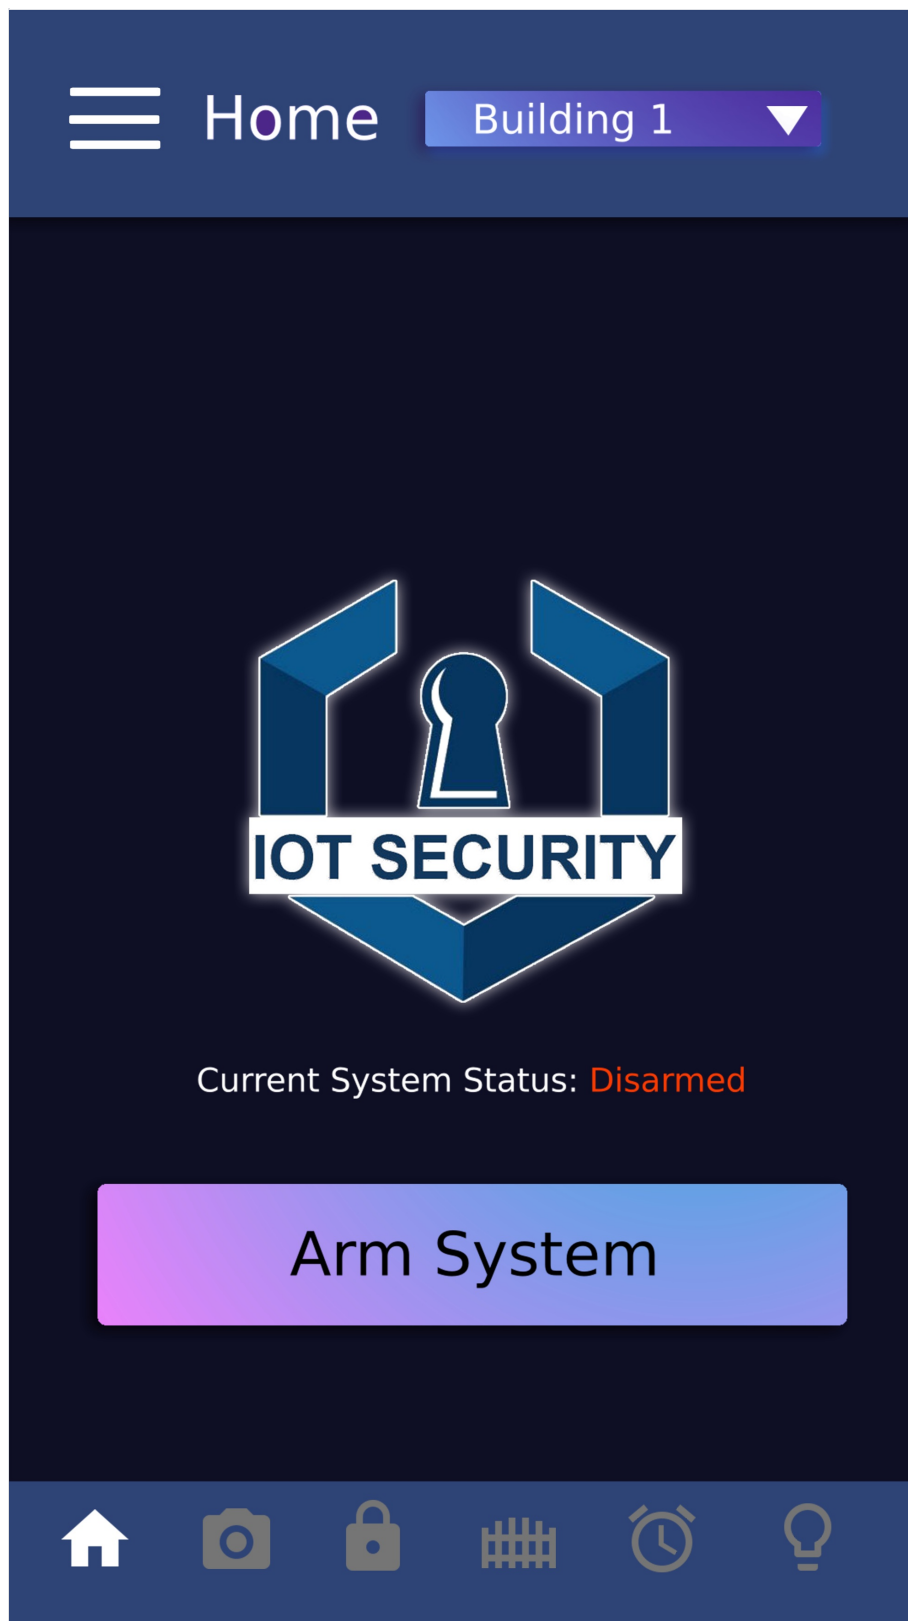 Home
Building 1
IOT SECURITY
Current System Status: Disarmed
Arm System